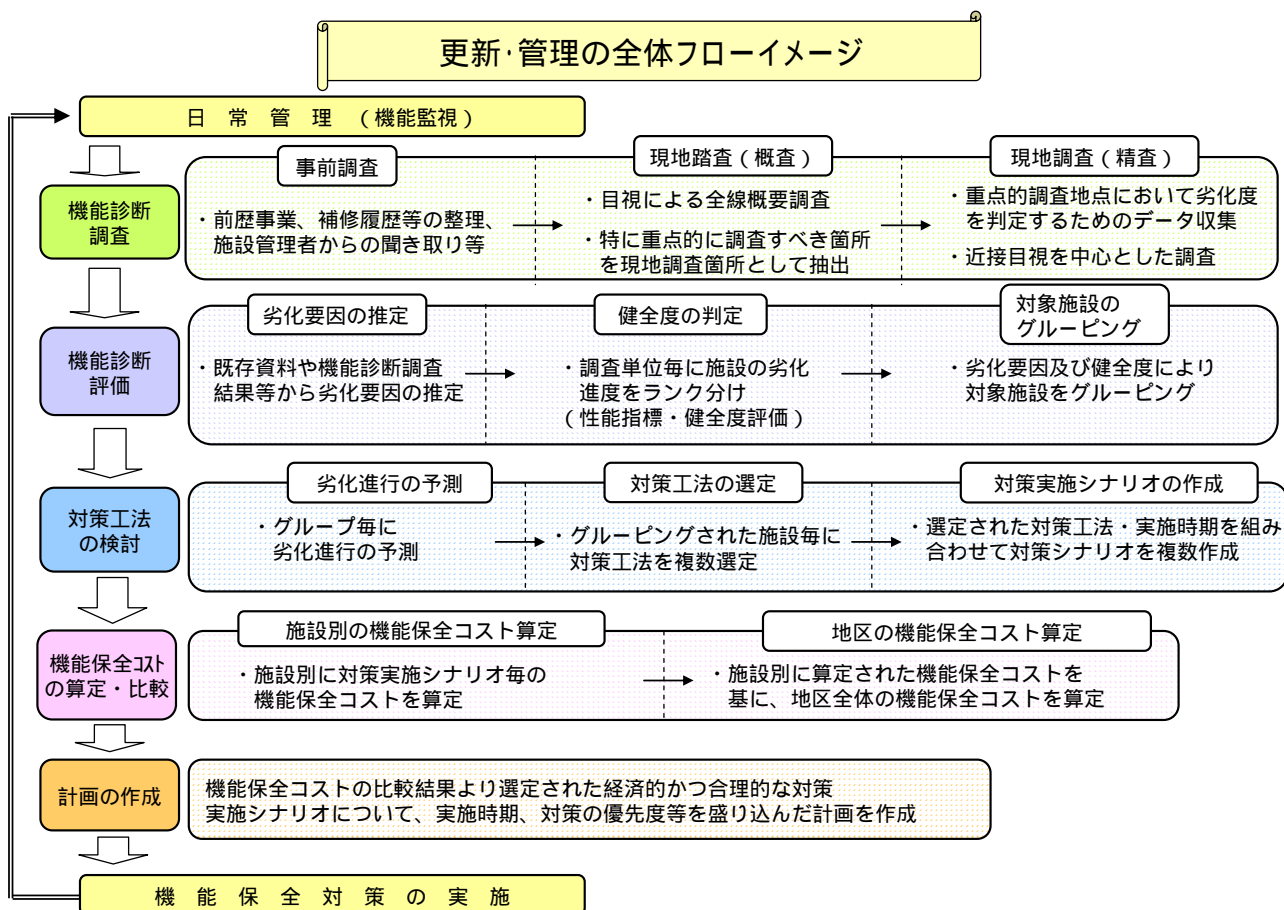 更新・管理の全体フローイメージ
日　常　管　理　(機能監視)
機能診断
調査
事前調査
・前歴事業、補修履歴等の整理、
施設管理者からの聞き取り等
現地踏査(概査)
・目視による全線概要調査
・特に重点的に調査すべき箇所
を現地調査箇所として抽出
現地調査(精査)
・重点的調査地点において劣化度
を判定するためのデータ収集
・近接目視を中心とした調査
機能診断
評価
劣化要因の推定
・既存資料や機能診断調査
結果等から劣化要因の推定
健全度の判定
・調査単位毎に施設の劣化
進度をランク分け
(性能指標・健全度評価)
対象施設の
グルーピング
・劣化要因及び健全度により
対象施設をグルーピング
対策工法
の検討
劣化進行の予測
・グループ毎に
劣化進行の予測
対策工法の選定
・グルーピングされた施設毎に
対策工法を複数選定
対策実施シナリオの作成
・選定された対策工法・実施時期を組み
合わせて対策シナリオを複数作成
機能保全コスト
の算定・比較
施設別の機能保全コスト算定
・施設別に対策実施シナリオ毎の
機能保全コストを算定
地区の機能保全コスト算定
・施設別に算定された機能保全コストを
基に、地区全体の機能保全コストを算定
計画の作成
機能保全コストの比較結果より選定された経済的かつ合理的な対策
実施シナリオについて、実施時期、対策の優先度等を盛り込んだ計画を作成
機　能　保　全　対　策　の　実　施